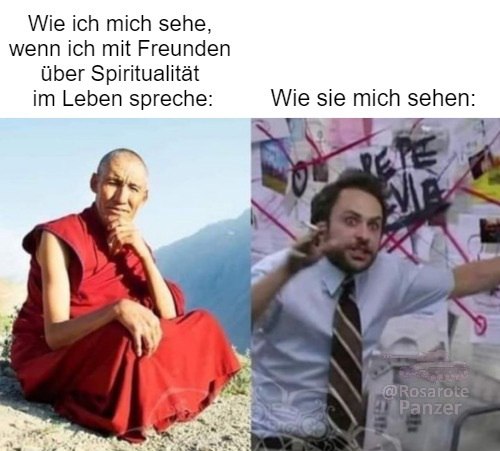 Wie ich mich sehe,
wenn ich mit Freunden
über Spiritualität
im Leben spreche:
Wie sie mich sehen:
PEPE
SILVIA
@Rosarote
Panzer